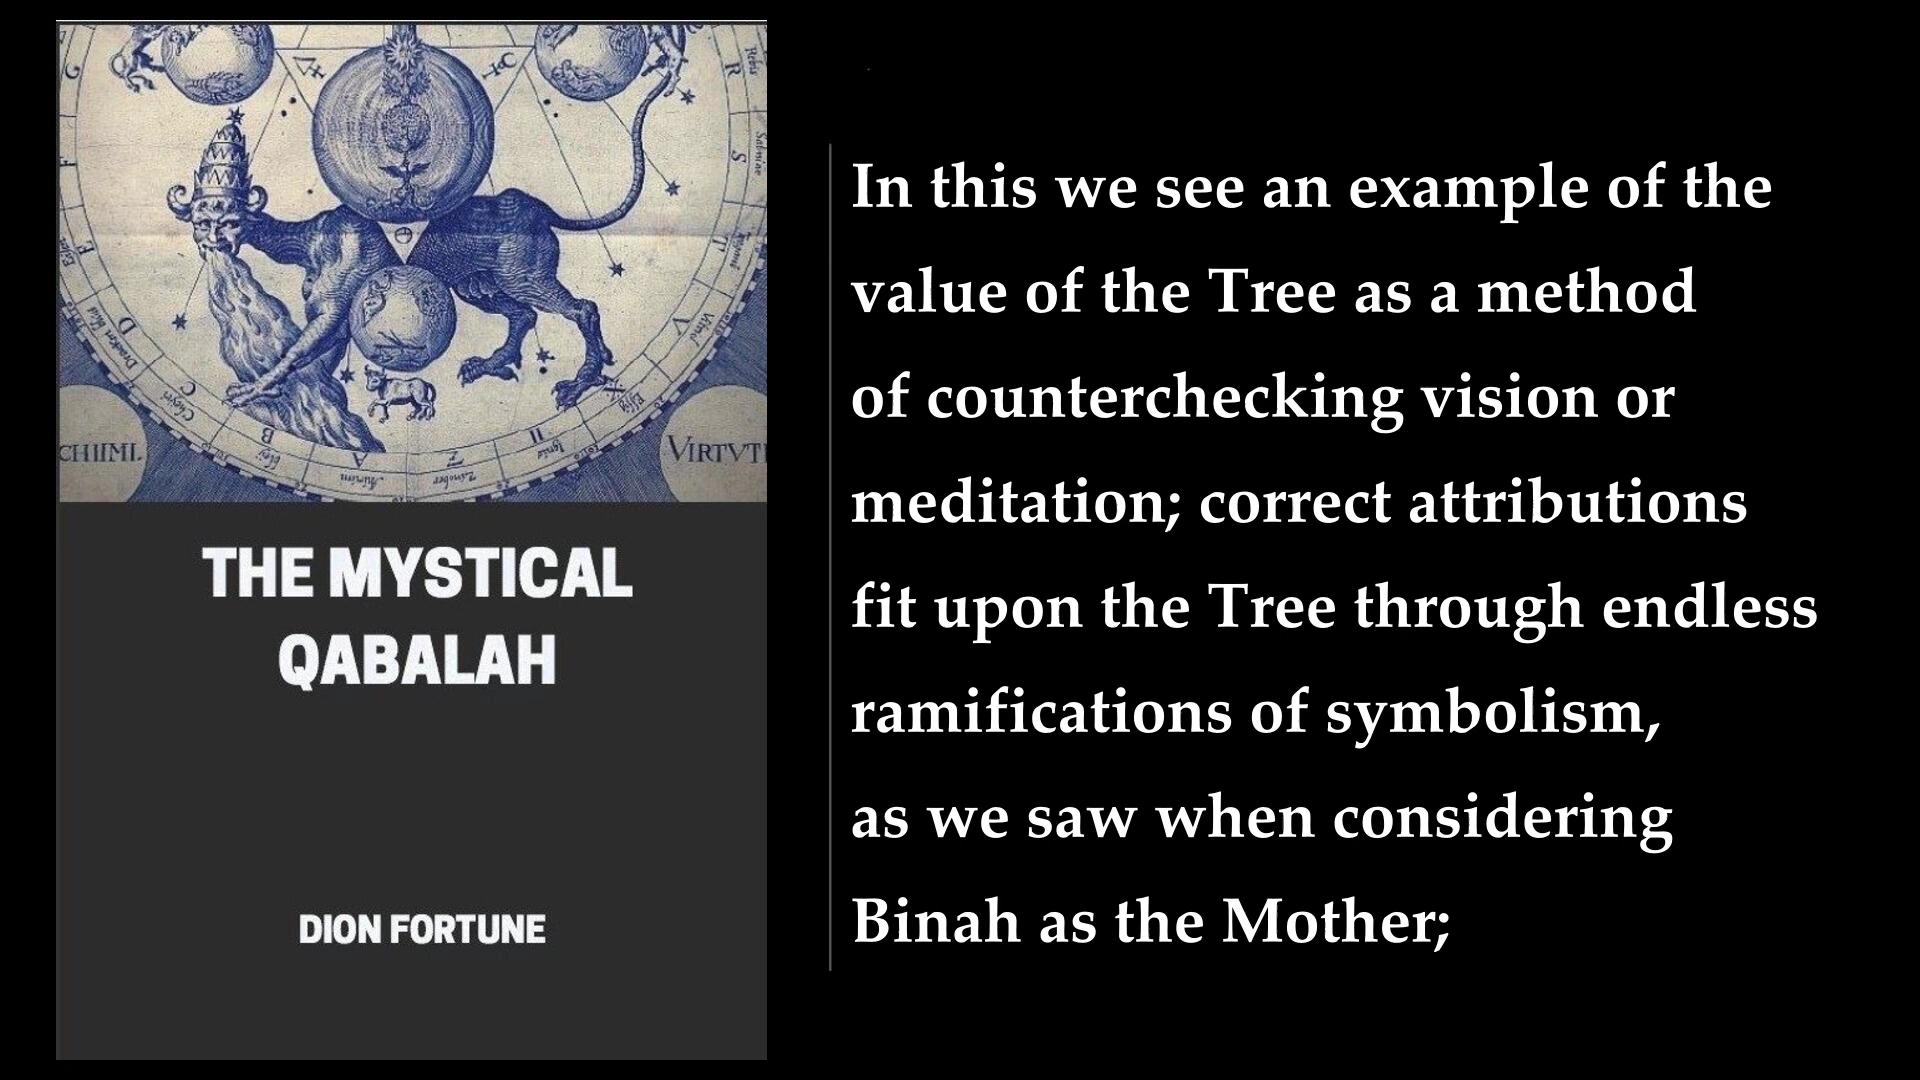 CHIIMI.
VIRTVTI
THE MYSTICAL
QABALAH
DION FORTUNE
In this we see an example of the
value of the Tree as a method
of counterchecking vision or
meditation; correct attributions
fit upon the Tree through endless
ramifications of symbolism,
as we saw when considering
Binah as the Mother;